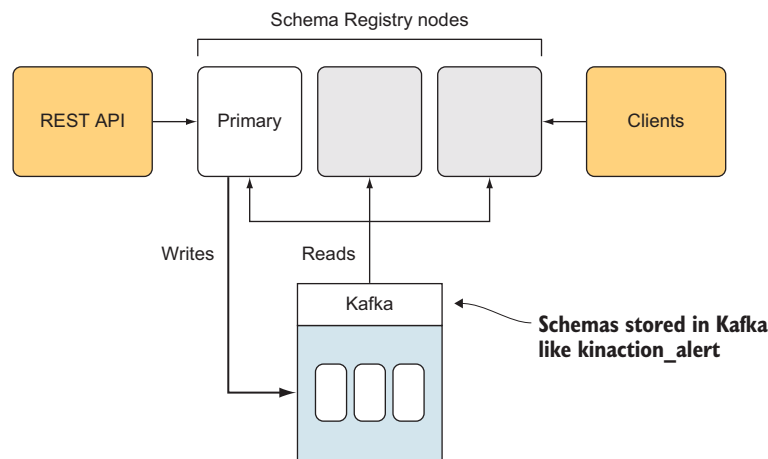 Schema Registry nodes
REST API
Primary
Clients
Writes
Reads
Kafka
Schemas stored in Kafka
like kinaction_alert